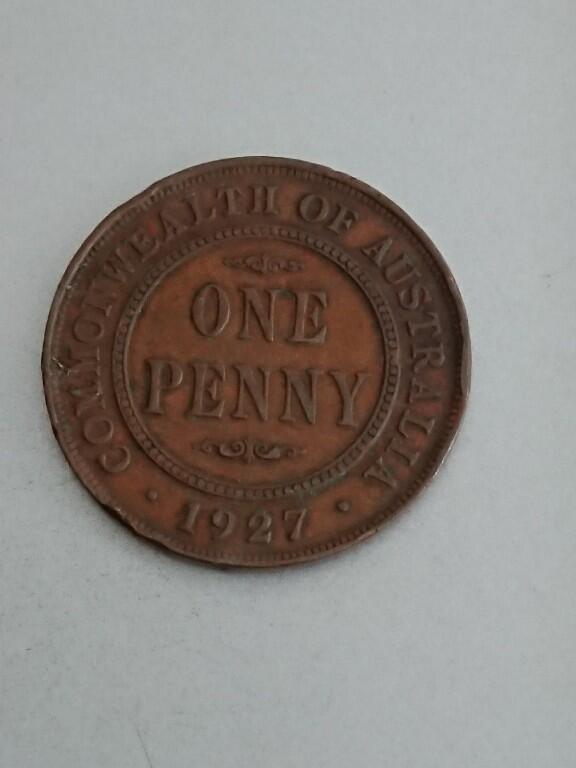 COMMONWEALTH OF AUSTRALIA
ONE
PENNY
· 1927 ·